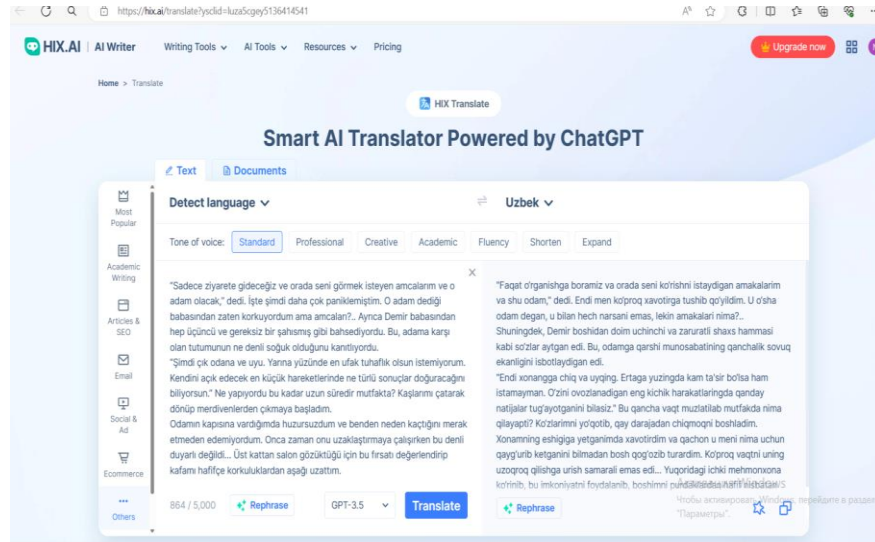 https://hix.ai/translate?ysclid=luza5cgey5136414541
HIX.AI | AI Writer
Writing Tools
AI Tools
Resources
Pricing
Upgrade now
Home > Translate
HIX Translate
Smart AI Translator Powered by ChatGPT
Text
Documents
Most
Popular
Academic
Writing
Articles &
SEO
Email
Social &
Ad
Ecommerce
Others
Detect language
Uzbek
Tone of voice: Standard Professional Creative Academic Fluency Shorten Expand
"Sadece ziyarete gideceğiz ve orada seni görmek isteyen amcalarım ve o
adam olacak," dedi. İşte şimdi daha çok paniklemiştim. O adam dediği
babasından zaten korkuyordum ama amcaları?.. Ayrıca Demir babasından
hep üçüncü ve gereksiz bir şahısmış gibi bahsediyordu. Bu, adama karşı
olan tutumunun ne denli soğuk olduğunu kanıtlıyordu.
"Şimdi çık odana ve uyu. Yarına yüzünde en ufak tuhaflık olsun istemiyorum.
Kendini açık edecek en küçük hareketlerinde ne türlü sonuçlar doğuracağını
biliyorsun." Ne yapıyordu bu kadar uzun süredir mutfakta? Kaşlarımı çatarak
dönüp merdivenlerden çıkmaya başladım.
Odamın kapısına vardığımda huzursuzdum ve benden neden kaçtığını merak
etmeden edemiyordum. Onca zaman onu uzaklaştırmaya çalışırken bu denli
duyarlı değildi... Üst kattan salon gözüktüğü için bu fırsatı değerlendirip
kafamı hafifçe korkuluklardan aşağı uzattım.
864 / 5,000
Rephrase
GPT-3.5
Translate
"Faqat o'rganishga boramiz va orada seni ko'rishni istaydigan amakalarim
va shu odam," dedi. Endi men ko'proq xavotirga tushib qo'yildim. U o'sha
odam degan, u bilan hech narsani emas, lekin amakalari nima?..
Shuningdek, Demir boshidan doim uchinchi va zaruratli shaxs hammasi
kabi so'zlar aytgan edi. Bu, odamga qarshi munosabatining qanchalik sovuq
ekanligini isbotlaydigan edi.
"Endi xonangga chiq va uyqing. Ertaga yuzingda kam ta'sir bo'lsa ham
istamayman. O'zini ovozlanadigan eng kichik harakatlaringda qanday
natijalar tug'ayotganini bilasiz." Bu qancha vaqt muzlatilab mutfakda nima
qilayapti? Ko'zlarimni yo'qotib, qay darajadan chiqmoqni boshladim.
Xonamning eshigiga yetganimda xavotirdim va qachon u meni nima uchun
qayg'urib ketganini bilmadan bosh qog'ozib turardim. Ko'proq vaqtni uning
uzoqroq qilishga urish samarali emas edi... Yuqoridagi ichki mehmonxona
ko'rinib, bu imkoniyatni foydalanib, boshimni
Rephrase
Чтобы активировать Windows, перейдите в раздел
"Параметры".